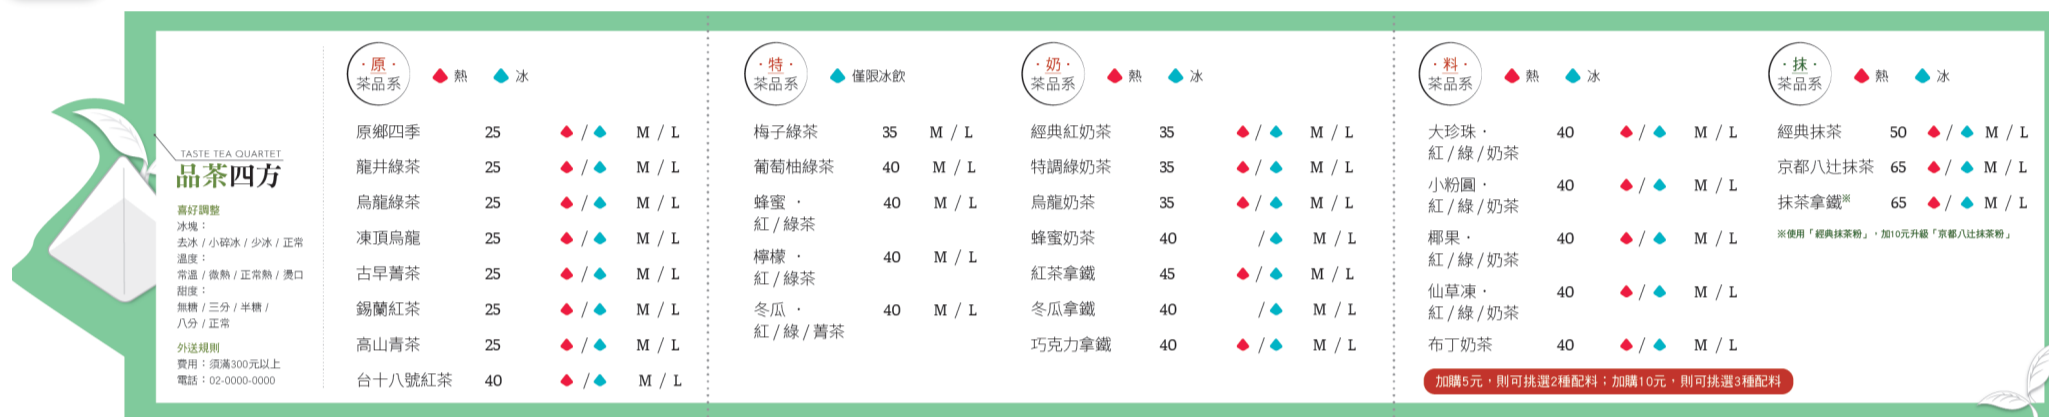 TASTE TEA QUARTET
品茶四方
喜好調整
冰塊：
去冰 / 小碎冰 / 少冰 / 正常
溫度：
常溫 / 微熱 / 正常熱 / 燙口
甜度：
無糖 / 三分 / 半糖 /
八分 / 正常
外送規則
費用：須滿300元以上
電話：02-0000-0000
·原·
茶品系
熱 冰
原鄉四季 25 / M / L
龍井綠茶 25 / M / L
烏龍綠茶 25 / M / L
凍頂烏龍 25 / M / L
古早菁茶 25 / M / L
錫蘭紅茶 25 / M / L
高山青茶 25 / M / L
台十八號紅茶 40 / M / L
·特·
茶品系
僅限冰飲
梅子綠茶 35 M / L
葡萄柚綠茶 40 M / L
蜂蜜 · 40 M / L
紅 / 綠茶
檸檬 · 40 M / L
紅 / 綠茶
冬瓜 · 40 M / L
紅 / 綠 / 菁茶
·奶·
茶品系
熱 冰
經典紅奶茶 35 / M / L
特調綠奶茶 35 / M / L
烏龍奶茶 35 / M / L
蜂蜜奶茶 40 / M / L
紅茶拿鐵 45 / M / L
冬瓜拿鐵 40 / M / L
巧克力拿鐵 40 / M / L
·料·
茶品系
熱 冰
大珍珠 · 40 / M / L
紅 / 綠 / 奶茶
小粉圓 · 40 / M / L
紅 / 綠 / 奶茶
椰果 · 40 / M / L
紅 / 綠 / 奶茶
仙草凍 · 40 / M / L
紅 / 綠 / 奶茶
布丁奶茶 40 / M / L
加購5元，則可挑選2種配料；加購10元，則可挑選3種配料
·抹·
茶品系
熱 冰
經典抹茶 50 / M / L
京都八辻抹茶 65 / M / L
抹茶拿鐵※ 65 / M / L
※使用「經典抹茶粉」，加10元升級「京都八辻抹茶粉」